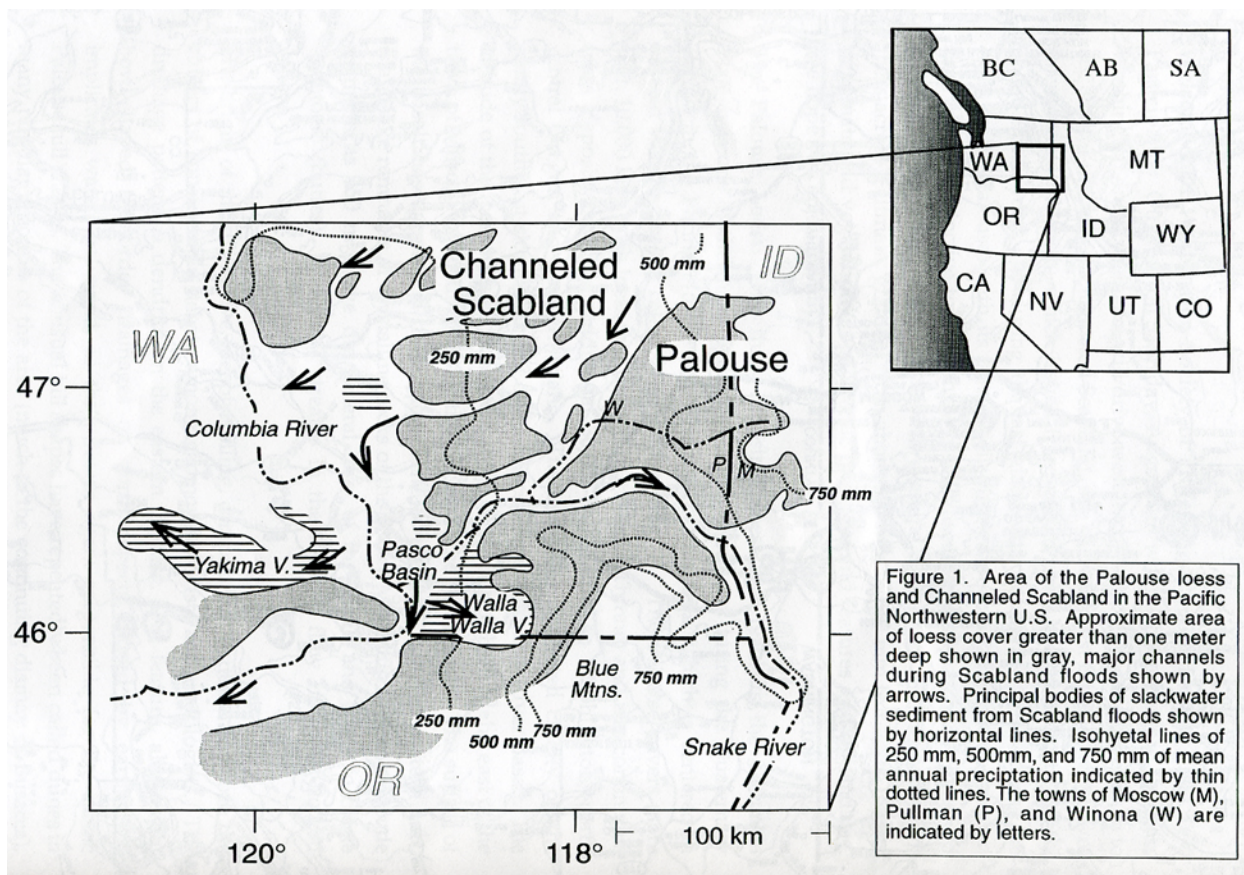 BC
AB
SA
WA
MT
OR
ID
WY
CA
NV
UT
CO
500 mm
ID
Channeled
Scabland
WA
250 mm
Palouse
47°
W
Columbia River
P M
750 mm
Pasco
Basin
Yakima V.
Walla
Walla V.
46°
Blue
Mtns.
750 mm
250 mm
500 mm
750 mm
Snake River
OR
100 km
120°
118°
Figure 1. Area of the Palouse loess
and Channeled Scabland in the Pacific
Northwestern U.S. Approximate area
of loess cover greater than one meter
deep shown in gray, major channels
during Scabland floods shown by
arrows. Principal bodies of slackwater
sediment from Scabland floods shown
by horizontal lines. Isohyetal lines of
250 mm, 500mm, and 750 mm of mean
annual preciptation indicated by thin
dotted lines. The towns of Moscow (M),
Pullman (P), and Winona (W) are
indicated by letters.